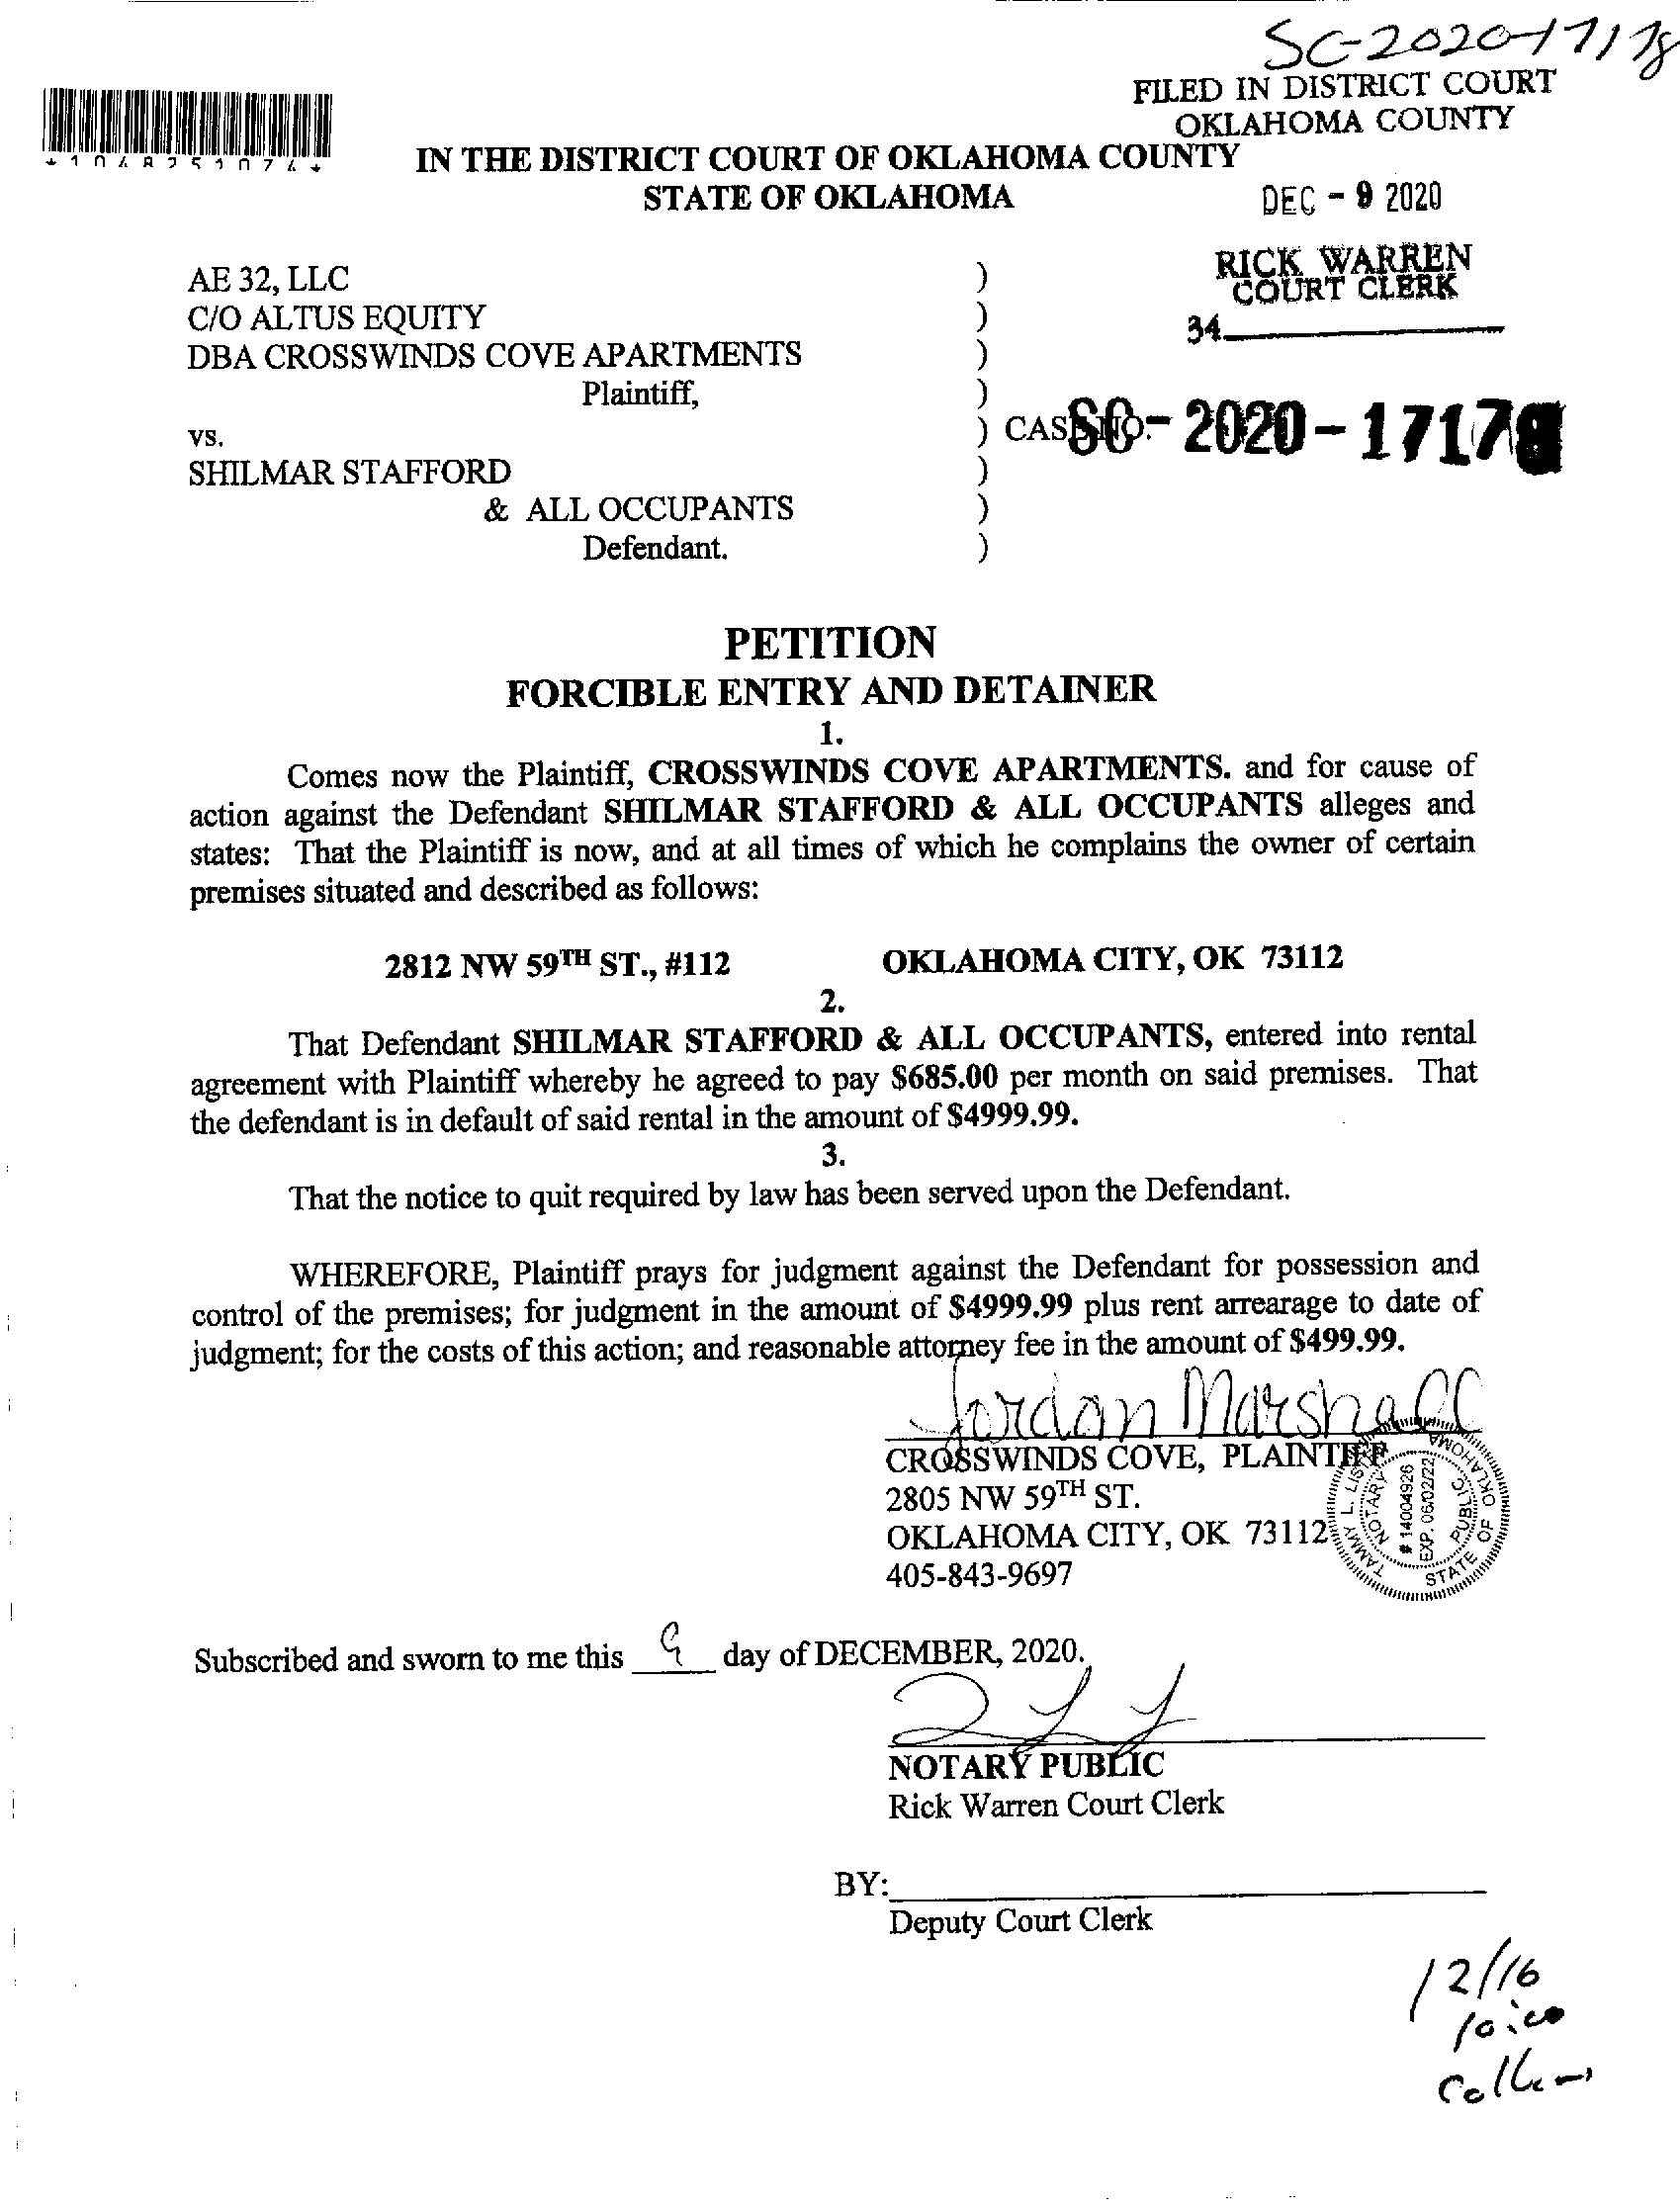 SC-2020-17178
FILED IN DISTRICT COURT
OKLAHOMA COUNTY
*1048251074*
IN THE DISTRICT COURT OF OKLAHOMA COUNTY
STATE OF OKLAHOMA
DEC - 9 2020
RICK WARREN
COURT CLERK
34
AE 32, LLC )
C/O ALTUS EQUITY )
DBA CROSSWINDS COVE APARTMENTS )
Plaintiff, )
vs. ) CASE NO. SC-2020-17178
SHILMAR STAFFORD )
& ALL OCCUPANTS )
Defendant. )
PETITION
FORCIBLE ENTRY AND DETAINER
1.
Comes now the Plaintiff, CROSSWINDS COVE APARTMENTS. and for cause of
action against the Defendant SHILMAR STAFFORD & ALL OCCUPANTS alleges and
states: That the Plaintiff is now, and at all times of which he complains the owner of certain
premises situated and described as follows:
2812 NW 59TH ST., #112 OKLAHOMA CITY, OK 73112
2.
That Defendant SHILMAR STAFFORD & ALL OCCUPANTS, entered into rental
agreement with Plaintiff whereby he agreed to pay $685.00 per month on said premises. That
the defendant is in default of said rental in the amount of $4999.99.
3.
That the notice to quit required by law has been served upon the Defendant.
WHEREFORE, Plaintiff prays for judgment against the Defendant for possession and
control of the premises; for judgment in the amount of $4999.99 plus rent arrearage to date of
judgment; for the costs of this action; and reasonable attorney fee in the amount of $499.99.
Jordan Marshall
CROSSWINDS COVE, PLAINTIFF
2805 NW 59TH ST.
OKLAHOMA CITY, OK 73112
405-843-9697
TAMMY L.
NOTARY PUBLIC
# 14004926
EXP. 06/02/22
STATE OF OKLAHOMA
Subscribed and sworn to me this 9 day of DECEMBER, 2020.
NOTARY PUBLIC
Rick Warren Court Clerk
BY:
Deputy Court Clerk
12/16
10:00